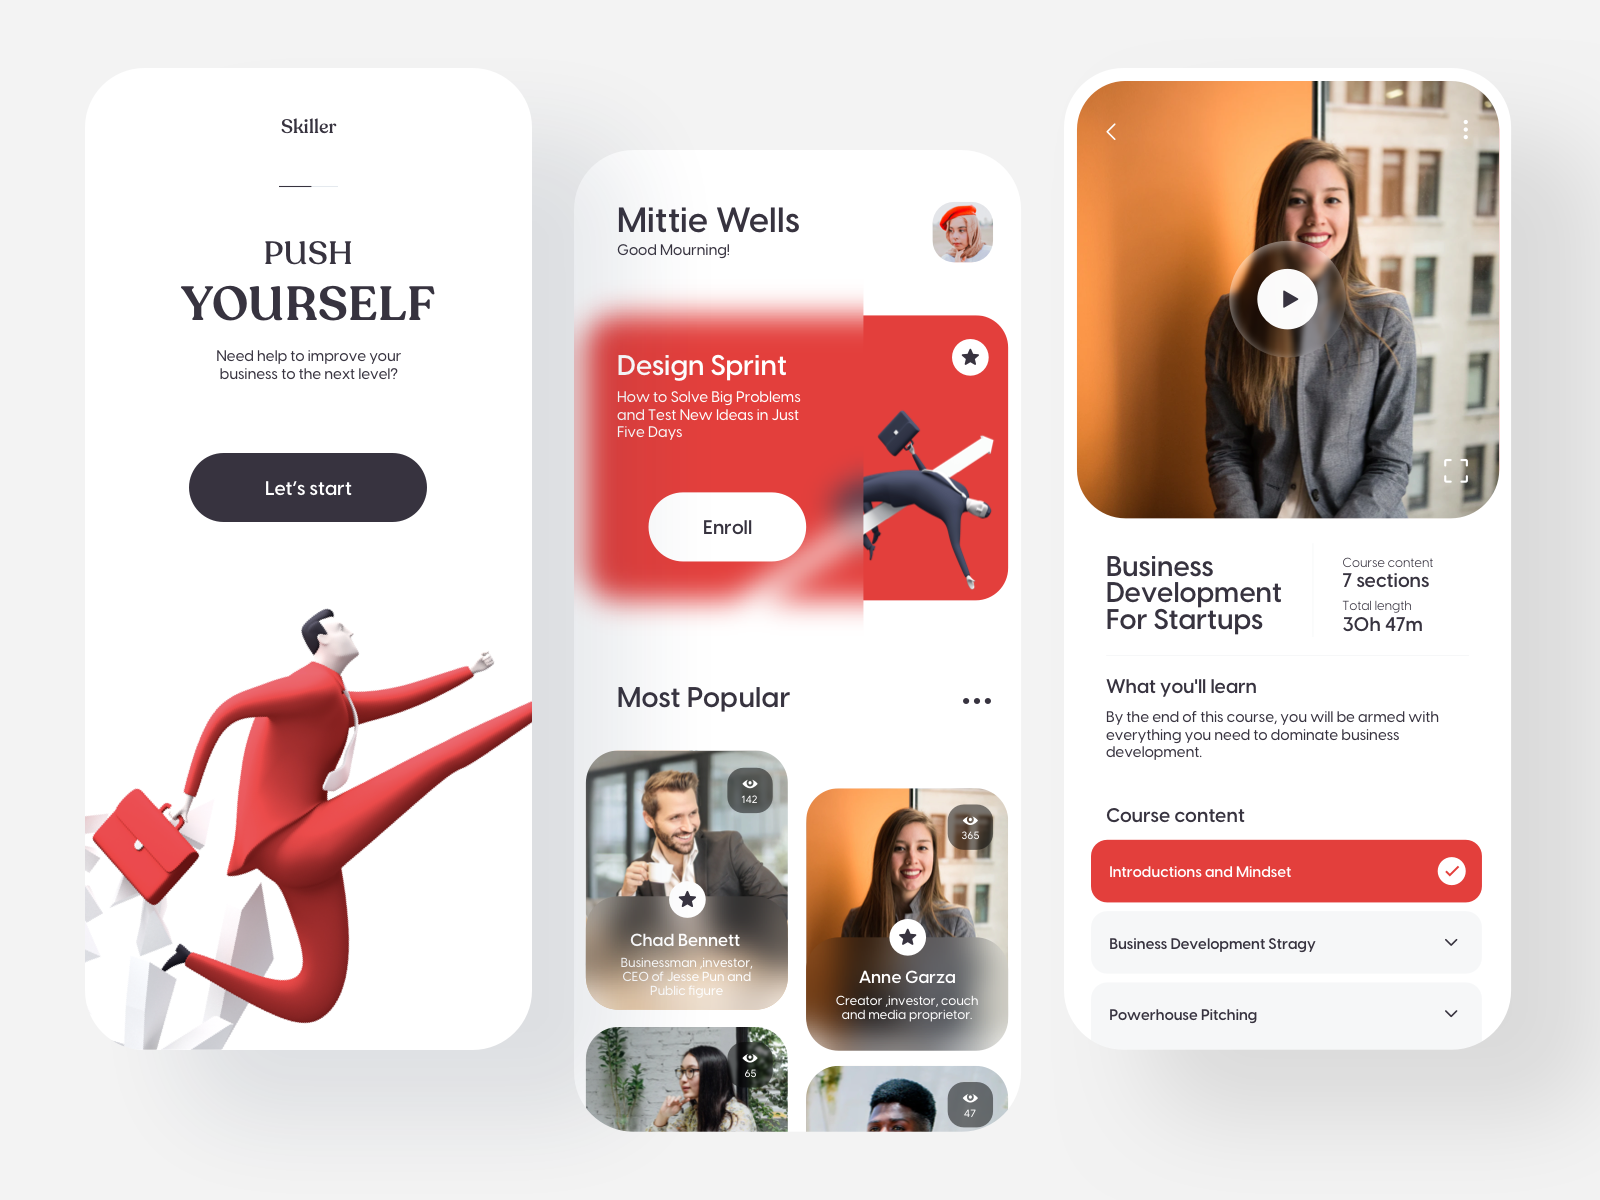 Skiller
PUSH
YOURSELF
Need help to improve your
business to the next level?
Let's start
Mittie Wells
Good Mourning!
Design Sprint
How to Solve Big Problems
and Test New Ideas in Just
Five Days
Enroll
Most Popular
142
Chad Bennett
Businessman ,investor,
CEO of Jesse Pun and
Public figure
365
Anne Garza
Creator ,investor, couch
and media proprietor.
65
47
Business
Development
For Startups
Course content
7 sections
Total length
30h 47m
What you'll learn
By the end of this course, you will be armed with
everything you need to dominate business
development.
Course content
Introductions and Mindset
Business Development Stragy
Powerhouse Pitching